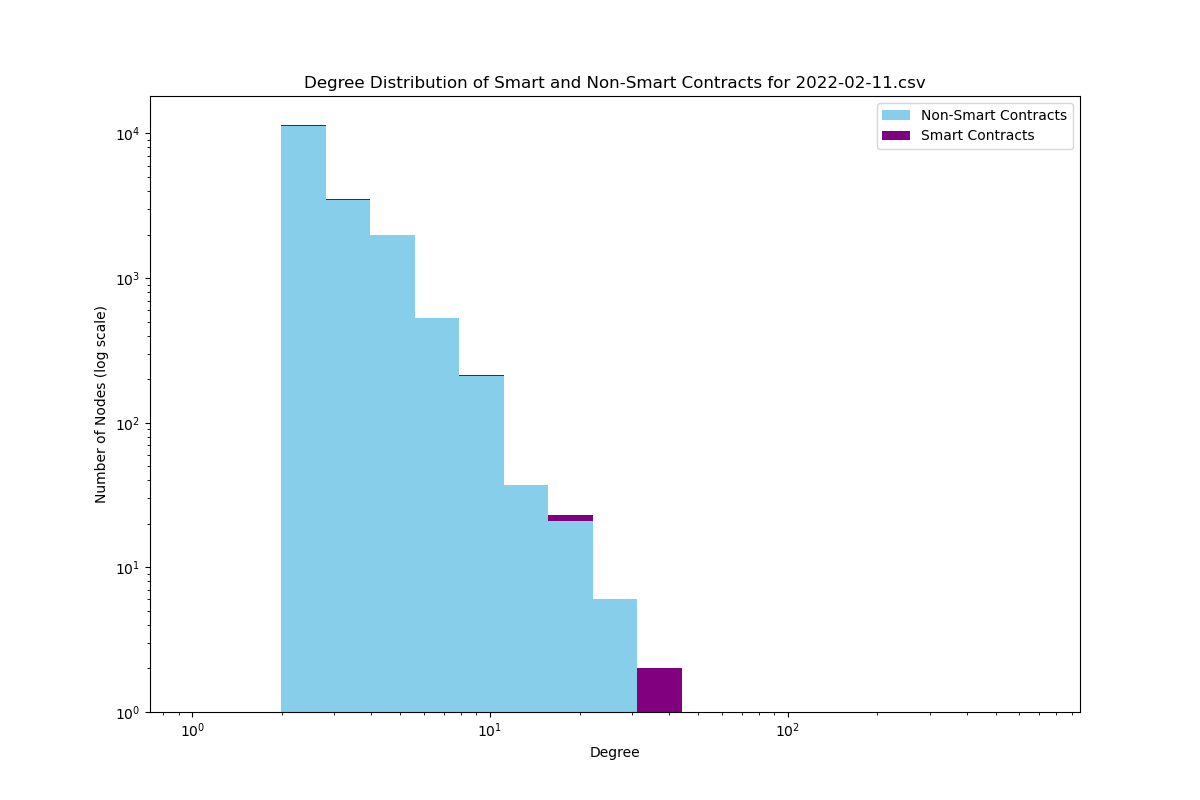 Degree Distribution of Smart and Non-Smart Contracts for 2022-02-11.csv
Non-Smart Contracts
Smart Contracts
Number of Nodes (log scale)
10⁴
10³
10²
10¹
10⁰
10⁰ 10¹ 10²
Degree